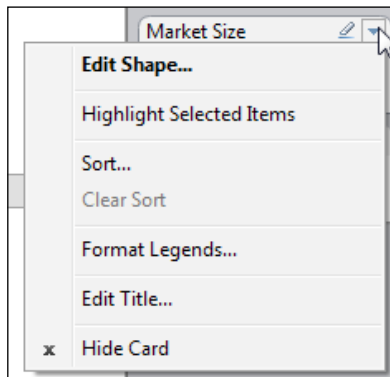 Market Size
Edit Shape...
Highlight Selected Items
Sort...
Clear Sort
Format Legends...
Edit Title...
x Hide Card